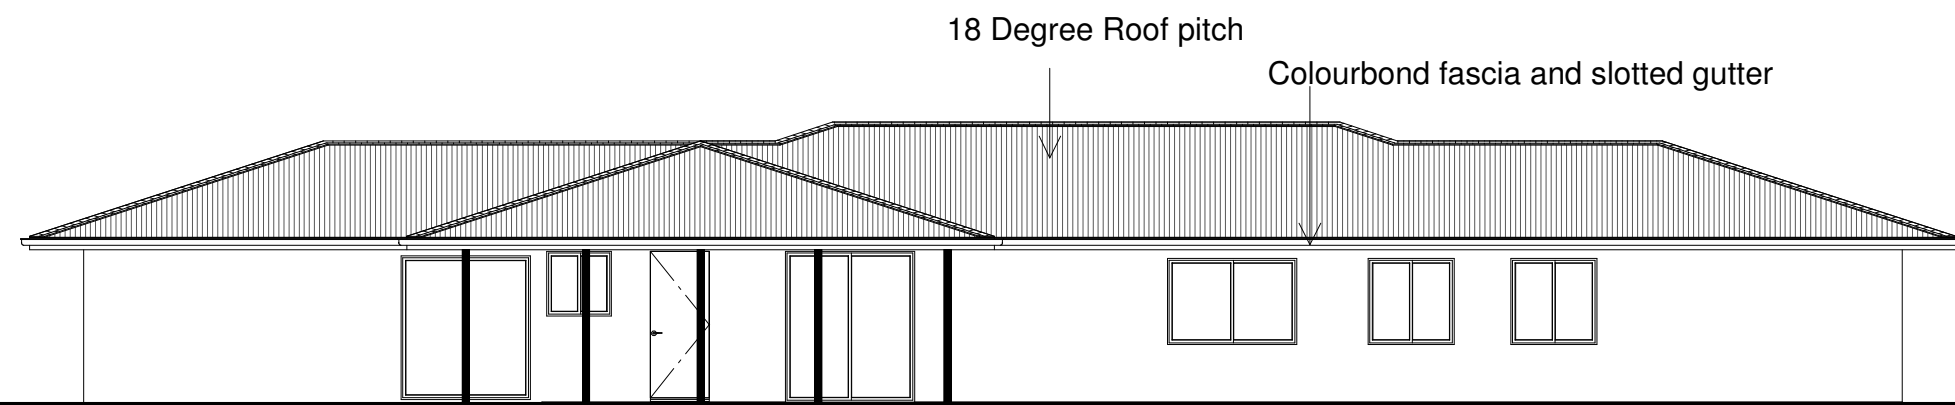 18 Degree Roof pitch
Colourbond fascia and slotted gutter